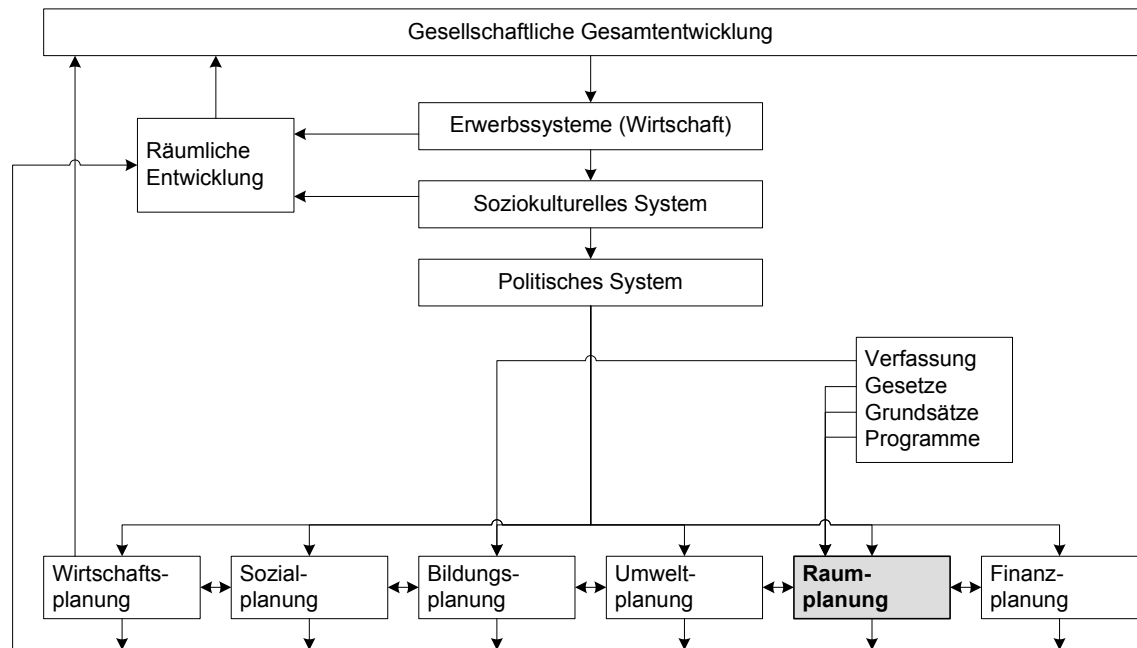 Gesellschaftliche Gesamtentwicklung
Erwerbssysteme (Wirtschaft)
Räumliche
Entwicklung
Soziokulturelles System
Politisches System
Verfassung
Gesetze
Grundsätze
Programme
Wirtschafts-
planung
Sozial-
planung
Bildungs-
planung
Umwelt-
planung
Raum-
planung
Finanz-
planung